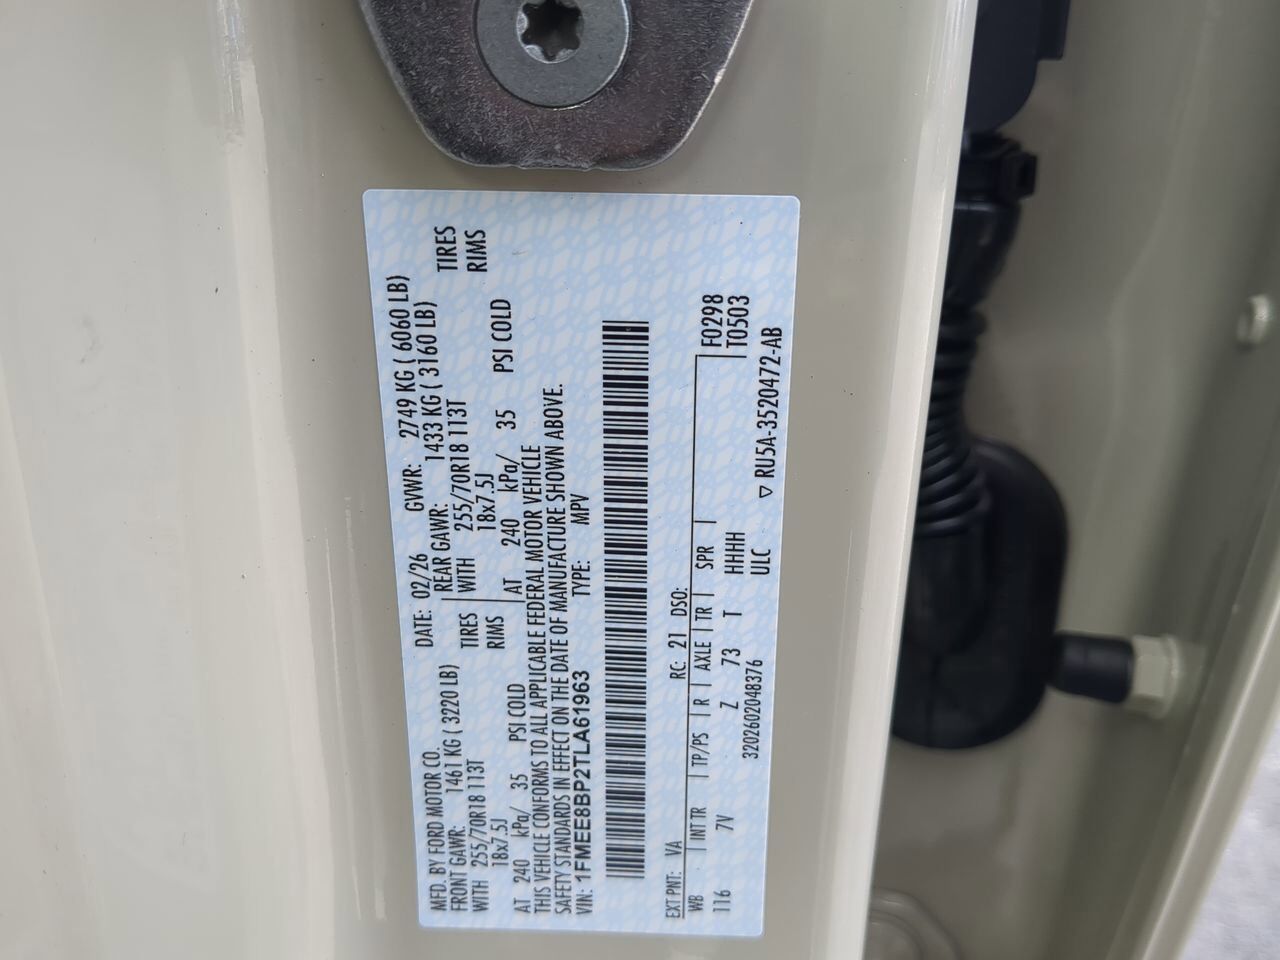 MFD. BY FORD MOTOR CO.
DATE: 02/26 GVWR: 2749 KG ( 6060 LB)
FRONT GAWR: 1461 KG ( 3220 LB)
REAR GAWR: 1433 KG ( 3160 LB)
WITH 255/70R18 113T TIRES
WITH 255/70R18 113T TIRES
18x7.5J RIMS
18x7.5J RIMS
AT 240 kPa/ 35 PSI COLD
AT 240 kPa/ 35 PSI COLD
THIS VEHICLE CONFORMS TO ALL APPLICABLE FEDERAL MOTOR VEHICLE
SAFETY STANDARDS IN EFFECT ON THE DATE OF MANUFACTURE SHOWN ABOVE.
VIN: 1FMEE8BP2TLA61963 TYPE: MPV
EXT PNT: VA RC: 21 DSO:
WB INT TR TP/PS R AXLE TR SPR F0298
116 7V Z 73 T HHHH T0503
3202602048376 ULC ▽ RU5A-3520472-AB